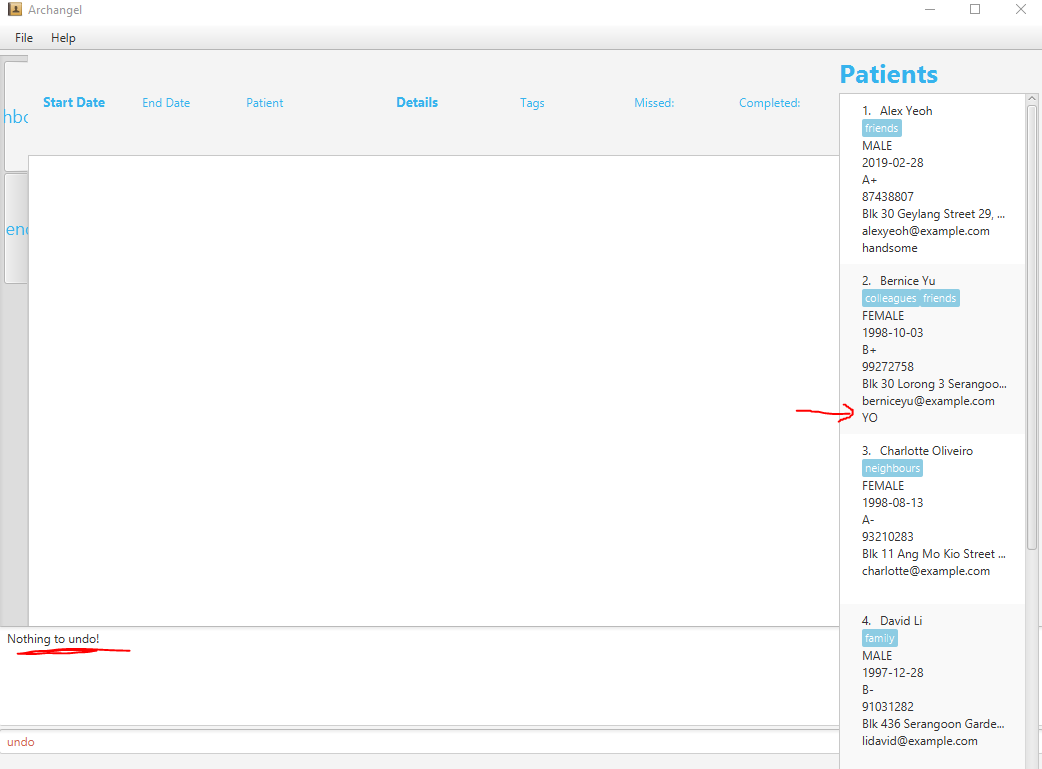 Archangel
File Help
hbo
end
Start Date End Date Patient Details Tags Missed: Completed:
Nothing to undo!
undo
Patients
1. Alex Yeoh
friends
MALE
2019-02-28
A+
87438807
Blk 30 Geylang Street 29, ...
alexyeoh@example.com
handsome
2. Bernice Yu
colleagues friends
FEMALE
1998-10-03
B+
99272758
Blk 30 Lorong 3 Serangoo...
berniceyu@example.com
YO
3. Charlotte Oliveiro
neighbours
FEMALE
1998-08-13
A-
93210283
Blk 11 Ang Mo Kio Street ...
charlotte@example.com
4. David Li
family
MALE
1997-12-28
B-
91031282
Blk 436 Serangoon Garde...
lidavid@example.com